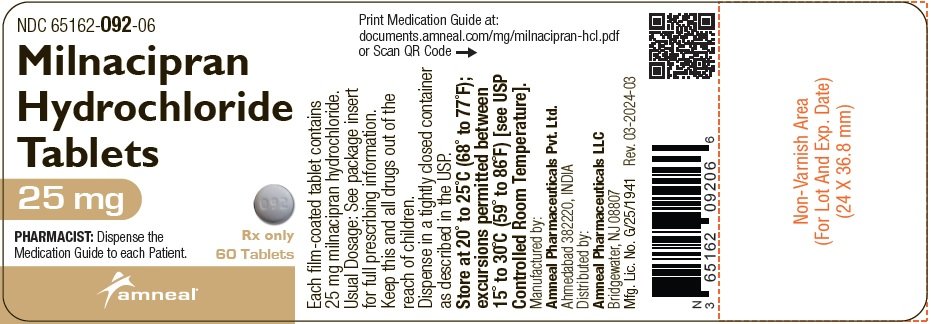 NDC 65162-092-06
Milnacipran
Hydrochloride
Tablets
25 mg
092
PHARMACIST: Dispense the
Medication Guide to each Patient.
Rx only
60 Tablets
amneal®
Print Medication Guide at:
documents.amneal.com/mg/milnacipran-hcl.pdf
or Scan QR Code
Each film-coated tablet contains
25 mg milnacipran hydrochloride.
Usual Dosage: See package insert
for full prescribing information.
Keep this and all drugs out of the
reach of children.
Dispense in a tightly closed container
as described in the USP.
Store at 20° to 25°C (68° to 77°F);
excursions permitted between
15° to 30°C (59° to 86°F) [see USP
Controlled Room Temperature].
Manufactured by:
Amneal Pharmaceuticals Pvt. Ltd.
Ahmedabad 382220, INDIA
Distributed by:
Amneal Pharmaceuticals LLC
Bridgewater, NJ 08807
Mfg. Lic. No. G/25/1941 Rev. 03-2024-03
N
3 65162 09206 6
Non-Varnish Area
(For Lot And Exp. Date)
(24 X 36.8 mm)